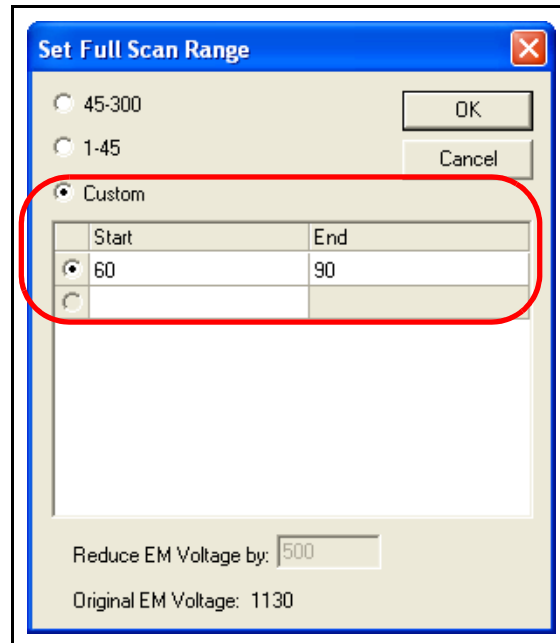 Set Full Scan Range
45-300
OK
1-45
Cancel
Custom
Start End
60 90
Reduce EM Voltage by: 500
Original EM Voltage: 1130